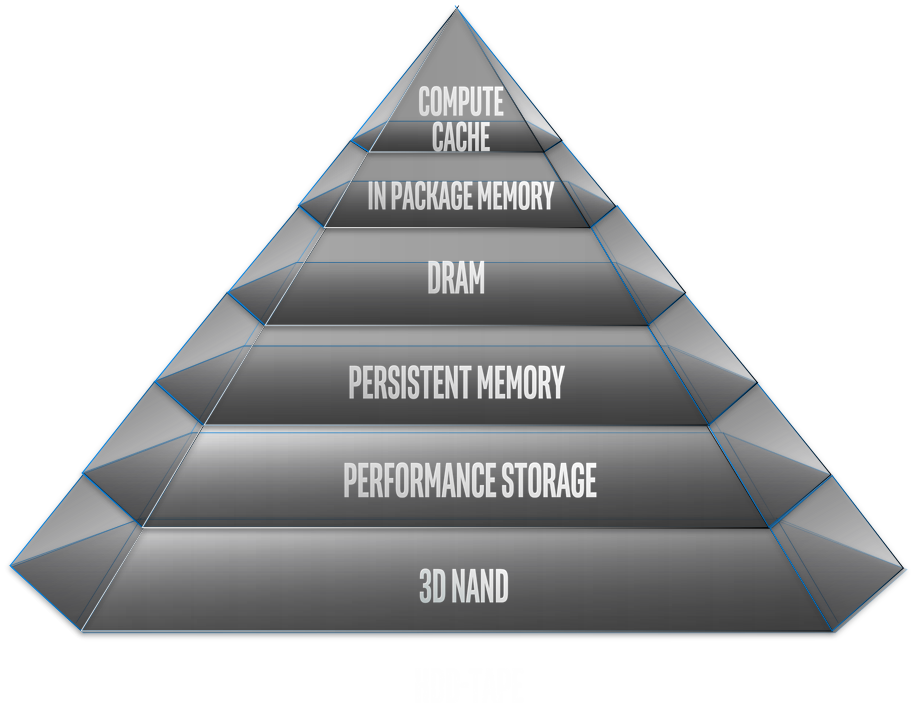 COMPUTE
CACHE
IN PACKAGE MEMORY
DRAM
PERSISTENT MEMORY
PERFORMANCE STORAGE
3D NAND